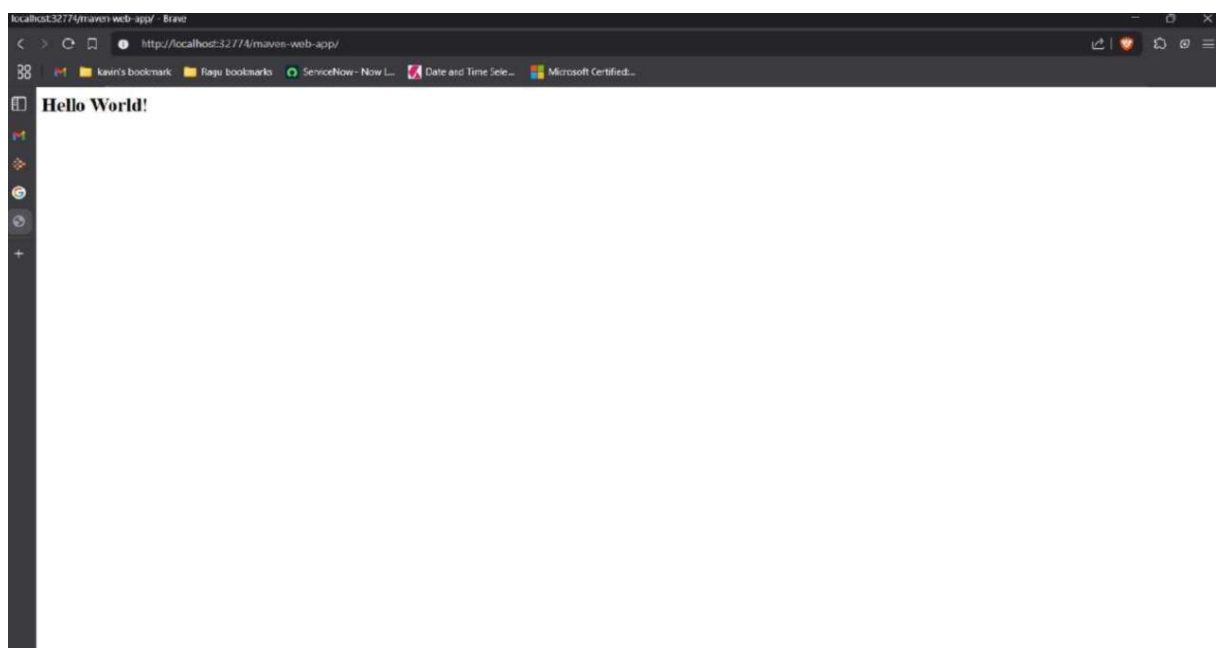 localhost:32774/maven-web-app/ - Brave
http://localhost:32774/maven-web-app/
kavin's bookmark Ragu bookmarks ServiceNow - Now L... Date and Time Sele... Microsoft Certified:...
Hello World!